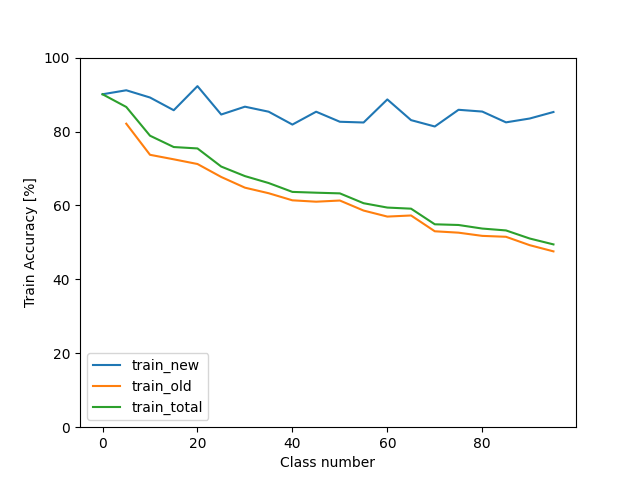 100
80
60
40
20
0
Train Accuracy [%]
train_new
train_old
train_total
0 20 40 60 80
Class number